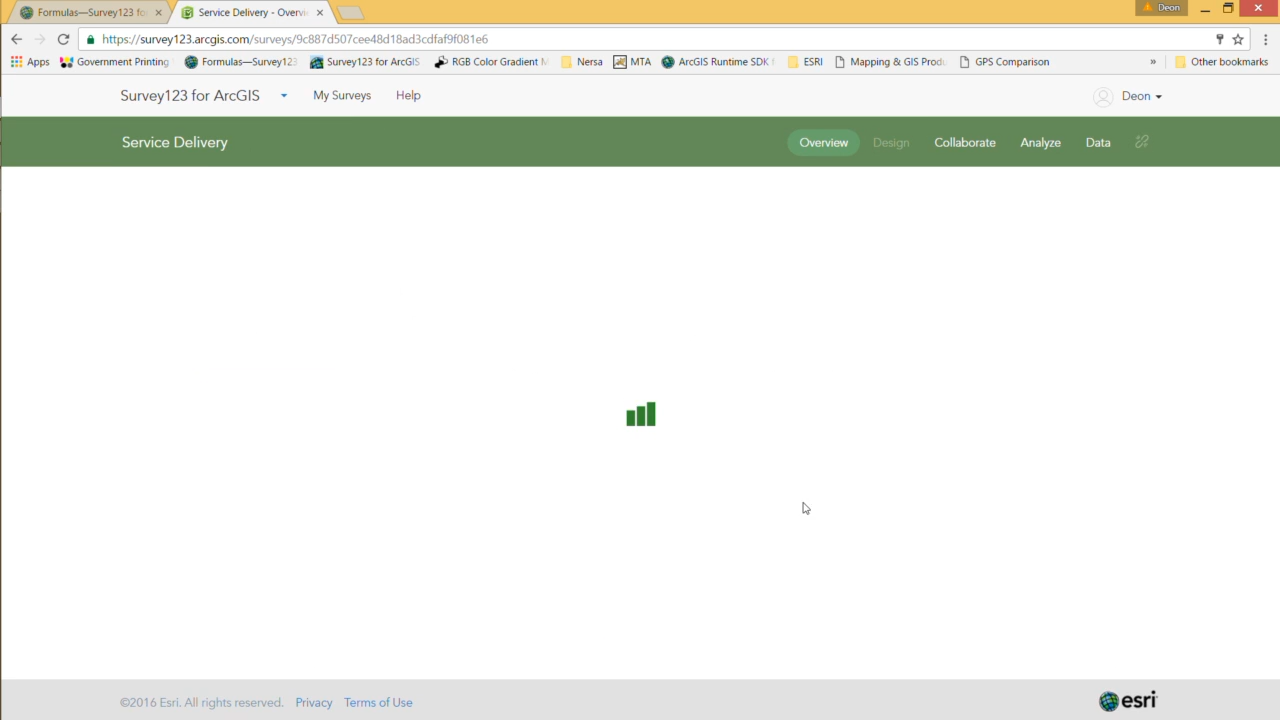 Formulas—Survey123 fo
Service Delivery - Overvi
Deon
https://survey123.arcgis.com/surveys/9c887d507cee48d18ad3cdfaf9f081e6
Apps Government Printing Formulas—Survey123 Survey123 for ArcGIS RGB Color Gradient M Nersa MTA ArcGIS Runtime SDK f ESRI Mapping & GIS Produ GPS Comparison » Other bookmarks
Survey123 for ArcGIS My Surveys Help Deon
Service Delivery Overview Design Collaborate Analyze Data
©2016 Esri. All rights reserved. Privacy Terms of Use esri